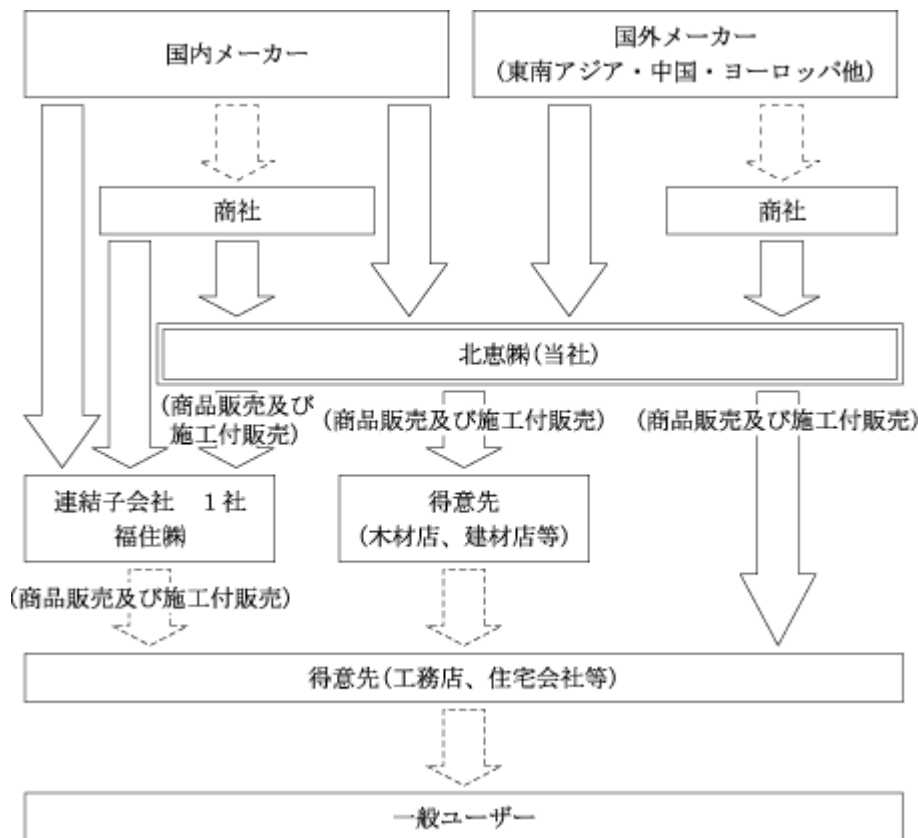 国内メーカー
国外メーカー
(東南アジア・中国・ヨーロッパ他)
商社
商社
北恵㈱(当社)
(商品販売及び
施工付販売)
(商品販売及び施工付販売)
(商品販売及び施工付販売)
連結子会社　1社
福住㈱
得意先
(木材店、建材店等)
(商品販売及び施工付販売)
得意先(工務店、住宅会社等)
一般ユーザー